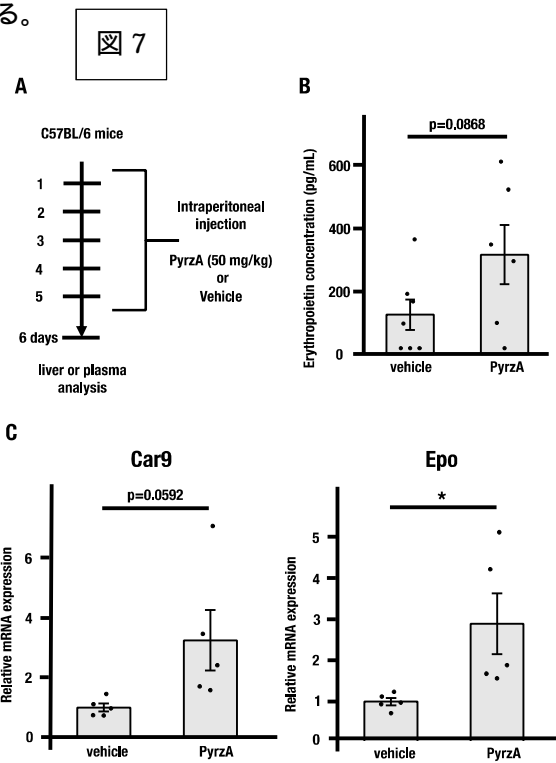 る。
図 7
A
C57BL/6 mice
1
2
3
4
5
6 days
Intraperitoneal
injection
PyrzA (50 mg/kg)
or
Vehicle
liver or plasma
analysis
B
p=0.0868
Erythropoietin concentration (pg/mL)
600
400
200
0
vehicle
PyrzA
C
Car9
p=0.0592
Relative mRNA expression
6
4
2
0
vehicle
PyrzA
Epo
*
Relative mRNA expression
5
4
3
2
1
0
vehicle
PyrzA